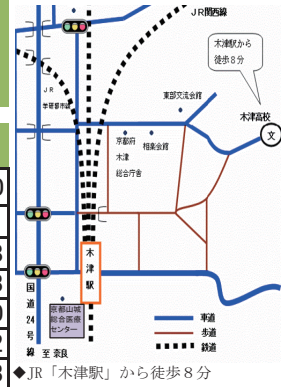 JR関西線
木津駅から
徒歩8分
JR
学研都市線
東部交流会館
木津高校
文
京都府
木津
総合庁舎
相楽会館
木津駅
国道24号線
京都山城
総合医療
センター
至 奈良
車道
歩道
鉄道
◆JR「木津駅」から徒歩8分